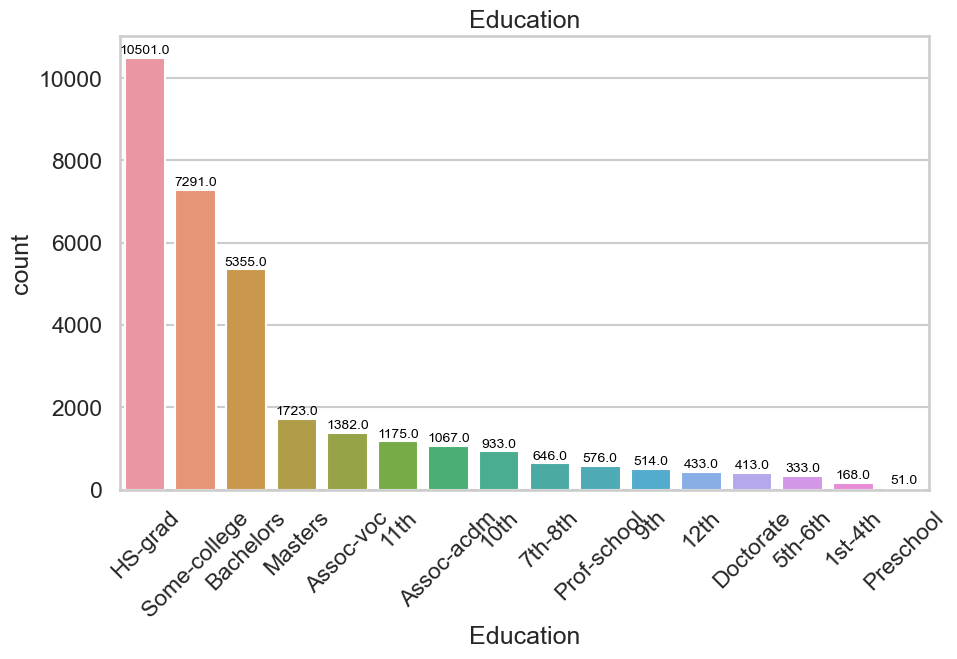 Education
count
10000
8000
6000
4000
2000
0
10501.0
7291.0
5355.0
1723.0
1382.0
1175.0
1067.0
933.0
646.0
576.0
514.0
433.0
413.0
333.0
168.0
51.0
HS-grad
Some-college
Bachelors
Masters
Assoc-voc
11th
Assoc-acdm
10th
7th-8th
Prof-school
9th
12th
Doctorate
5th-6th
1st-4th
Preschool
Education